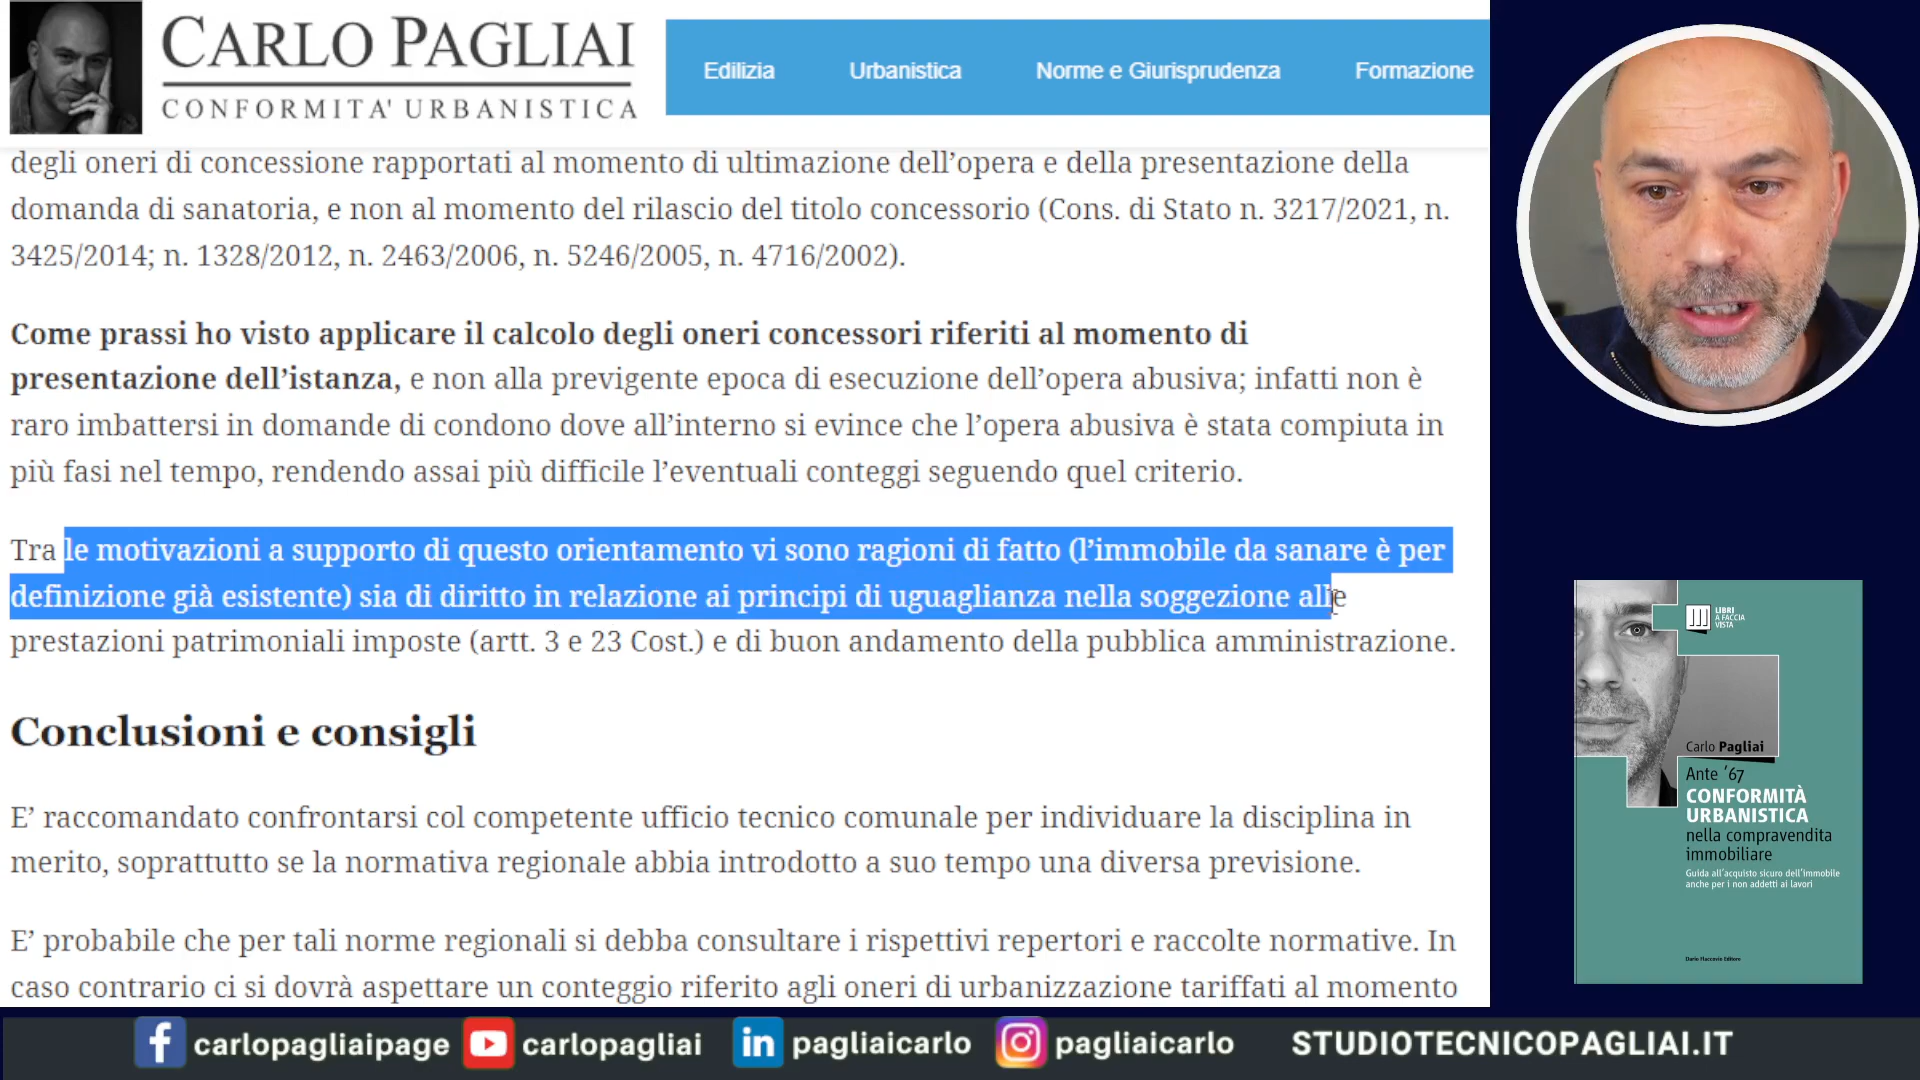 CARLO PAGLIAI
CONFORMITA' URBANISTICA
Edilizia
Urbanistica
Norme e Giurisprudenza
Formazione
degli oneri di concessione rapportati al momento di ultimazione dell’opera e della presentazione della
domanda di sanatoria, e non al momento del rilascio del titolo concessorio (Cons. di Stato n. 3217/2021, n.
3425/2014; n. 1328/2012, n. 2463/2006, n. 5246/2005, n. 4716/2002).
Come prassi ho visto applicare il calcolo degli oneri concessori riferiti al momento di
presentazione dell’istanza, e non alla previgente epoca di esecuzione dell’opera abusiva; infatti non è
raro imbattersi in domande di condono dove all’interno si evince che l’opera abusiva è stata compiuta in
più fasi nel tempo, rendendo assai più difficile l’eventuali conteggi seguendo quel criterio.
Tra le motivazioni a supporto di questo orientamento vi sono ragioni di fatto (l’immobile da sanare è per
definizione già esistente) sia di diritto in relazione ai principi di uguaglianza nella soggezione alle
prestazioni patrimoniali imposte (artt. 3 e 23 Cost.) e di buon andamento della pubblica amministrazione.
Conclusioni e consigli
E’ raccomandato confrontarsi col competente ufficio tecnico comunale per individuare la disciplina in
merito, soprattutto se la normativa regionale abbia introdotto a suo tempo una diversa previsione.
E’ probabile che per tali norme regionali si debba consultare i rispettivi repertori e raccolte normative. In
caso contrario ci si dovrà aspettare un conteggio riferito agli oneri di urbanizzazione tariffati al momento
LIBRI
A FACCIA
VISTA
Carlo Pagliai
Ante ’67
CONFORMITÀ
URBANISTICA
nella compravendita
immobiliare
Guida all’acquisto sicuro dell’immobile
anche per i non addetti ai lavori
Dario Flaccovio Editore
carlopagliaipage
carlopagliai
in pagliaicarlo
pagliaicarlo
STUDIOTECNICOPAGLIAI.IT